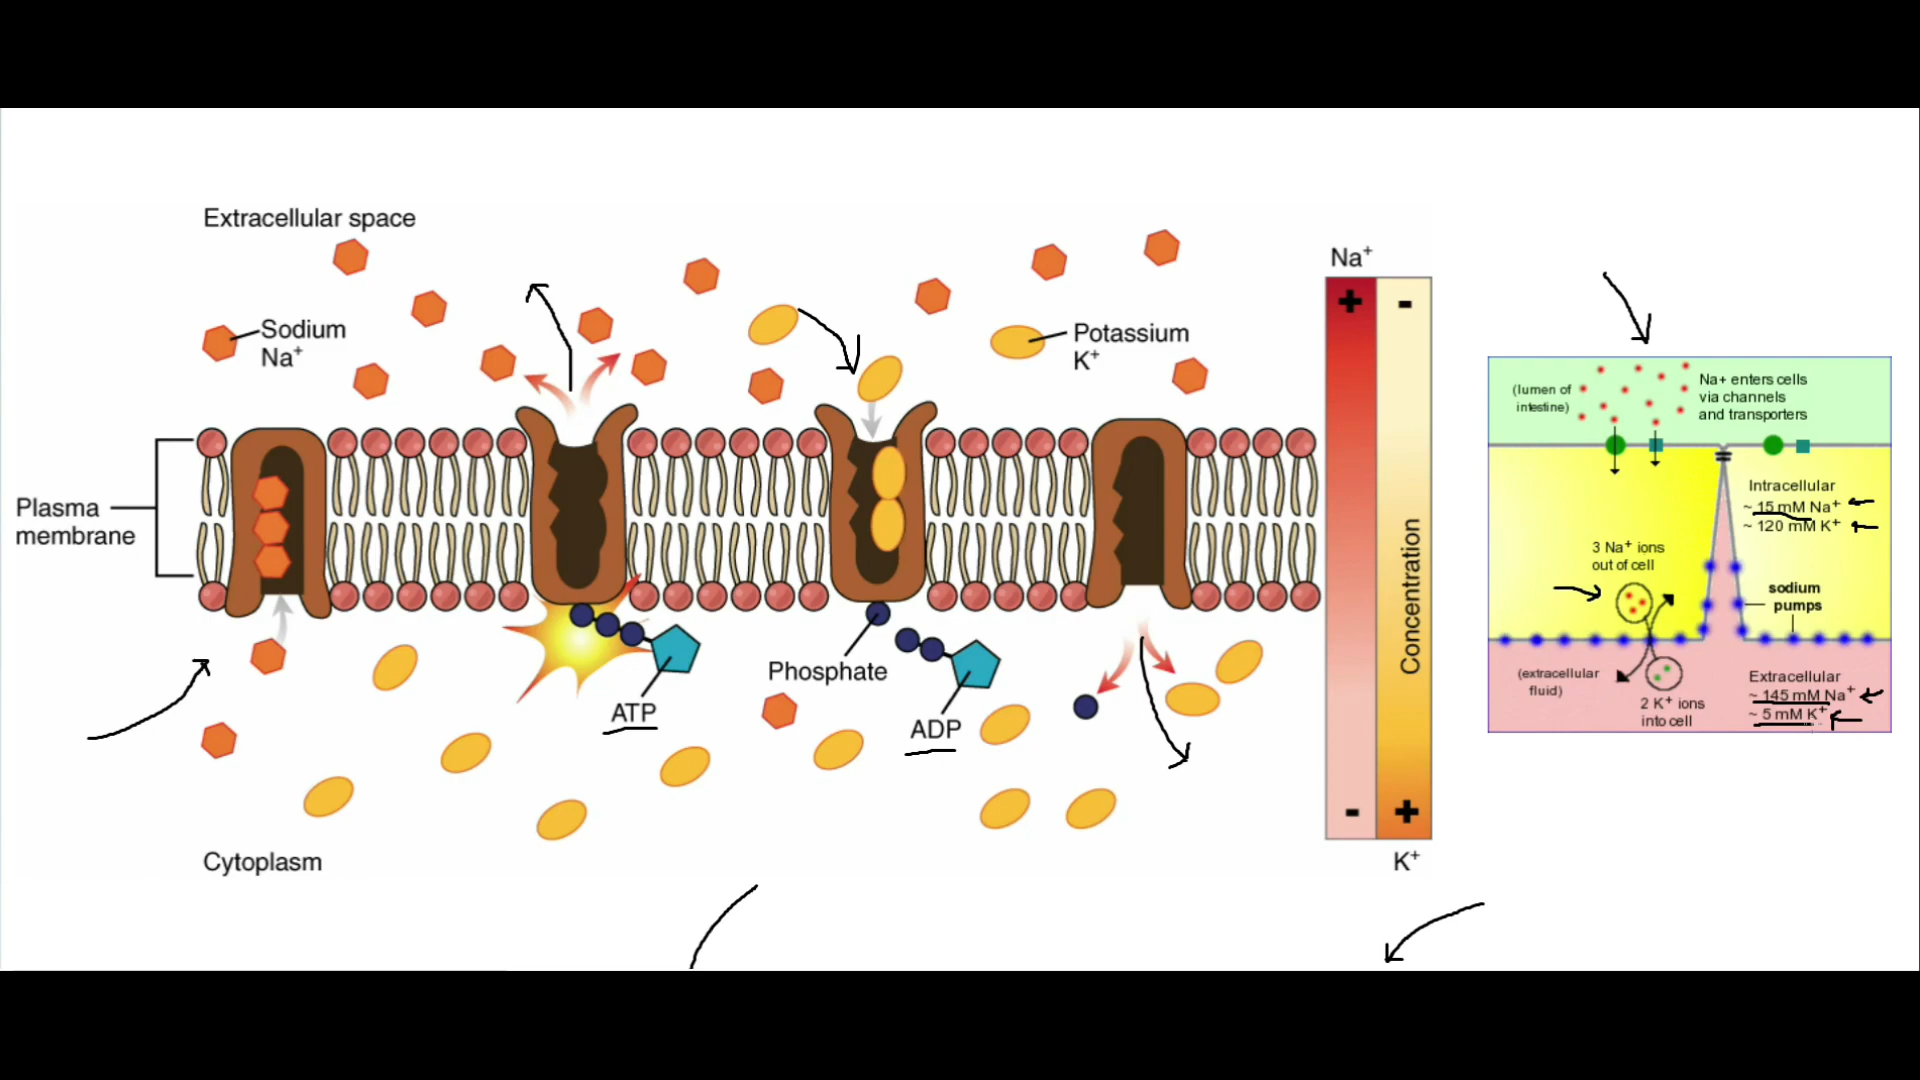 Extracellular space
Sodium
Na⁺
Potassium
K⁺
Plasma
membrane
ATP
Phosphate
ADP
Cytoplasm
Na⁺
+
-
Concentration
-
+
K⁺
(lumen of
intestine)
Na+ enters cells
via channels
and transporters
Intracellular
~ 15 mM Na⁺
~ 120 mM K⁺
3 Na⁺ ions
out of cell
sodium
pumps
(extracellular
fluid)
2 K⁺ ions
into cell
Extracellular
~ 145 mM Na⁺
~ 5 mM K⁺